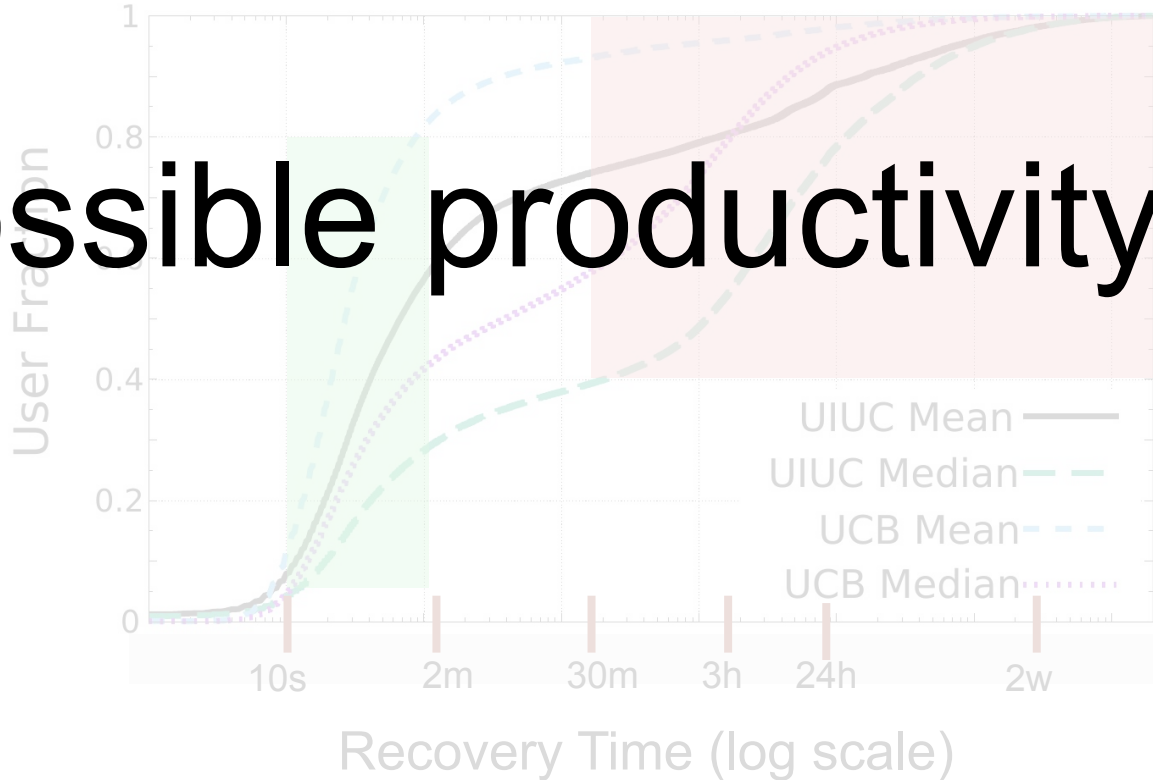 1
0.8
ssible productivity
User Fraction
0.4
0.2
0
UIUC Mean
UIUC Median
UCB Mean
UCB Median
10s 2m 30m 3h 24h 2w
Recovery Time (log scale)